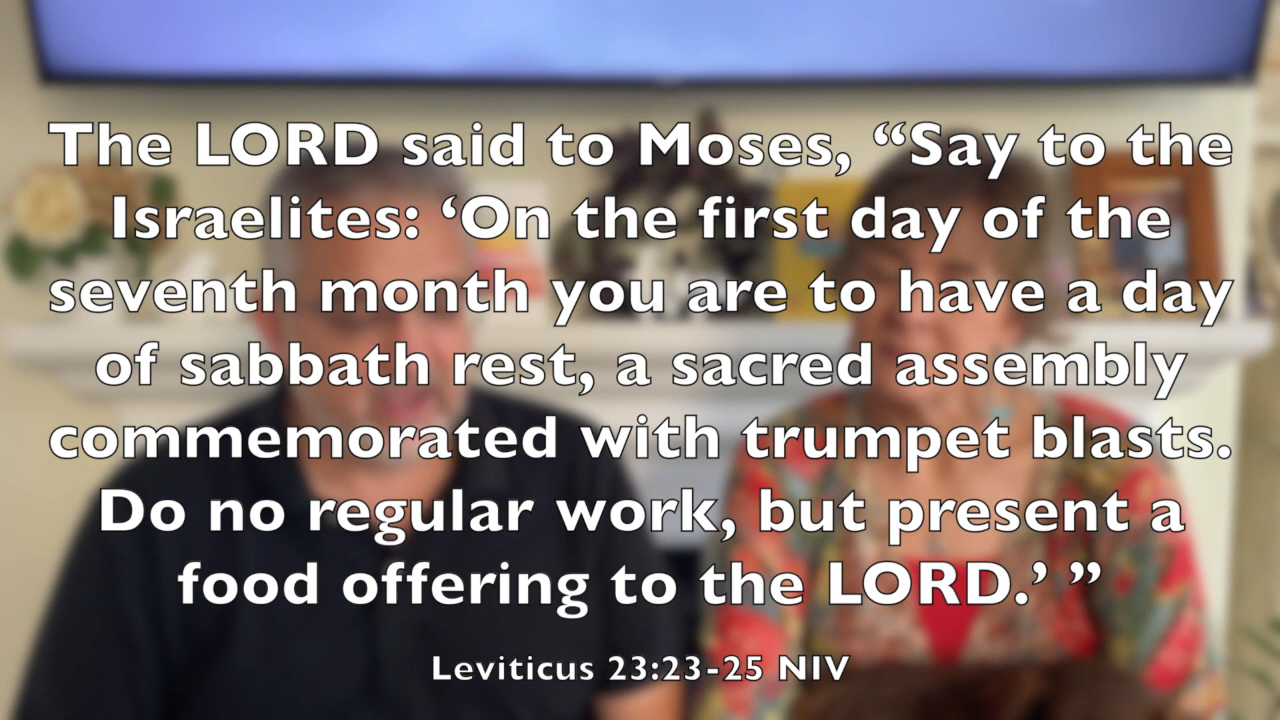 The LORD said to Moses, “Say to the
Israelites: ‘On the first day of the
seventh month you are to have a day
of sabbath rest, a sacred assembly
commemorated with trumpet blasts.
Do no regular work, but present a
food offering to the LORD.’ ”
Leviticus 23:23-25 NIV